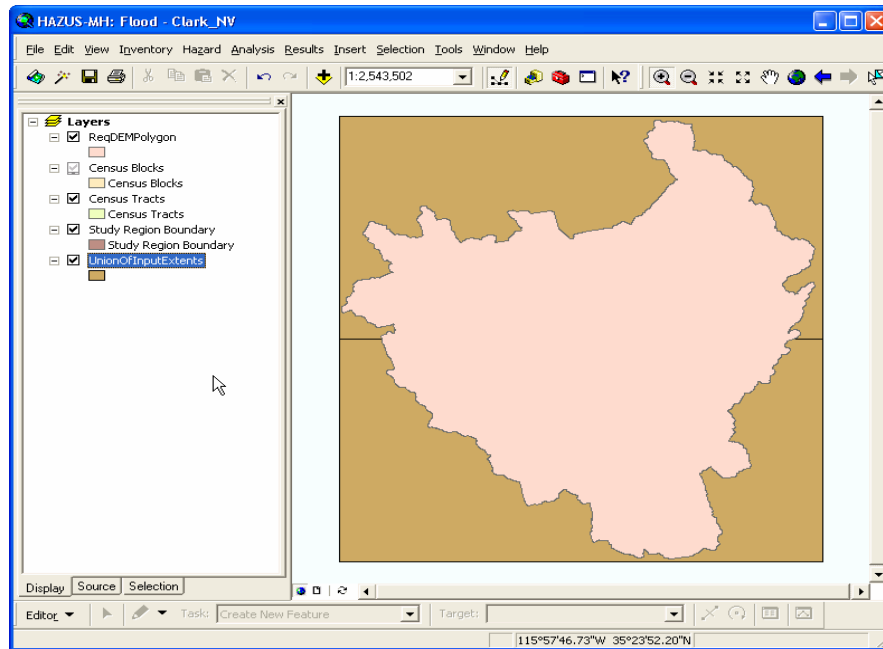 HAZUS-MH: Flood - Clark_NV
File Edit View Inventory Hazard Analysis Results Insert Selection Tools Window Help
1:2,543,502
Layers
ReqDEMPolygon
Census Blocks
Census Blocks
Census Tracts
Census Tracts
Study Region Boundary
Study Region Boundary
UnionOfInputExtents
Display Source Selection
Editor Task: Create New Feature Target:
115°57'46.73"W 35°23'52.20"N